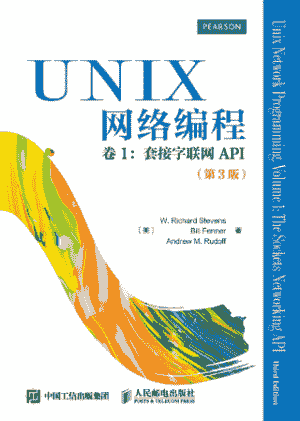 PEARSON
UNIX
网络编程
卷 1：套接字联网 API
（第 3 版）
W. Richard Stevens
［美］ Bill Fenner 著
Andrew M. Rudoff
中国工信出版集团
人民邮电出版社
POSTS & TELECOM PRESS
Unix Network Programming Volume 1: The Sockets Networking API
Third Edition